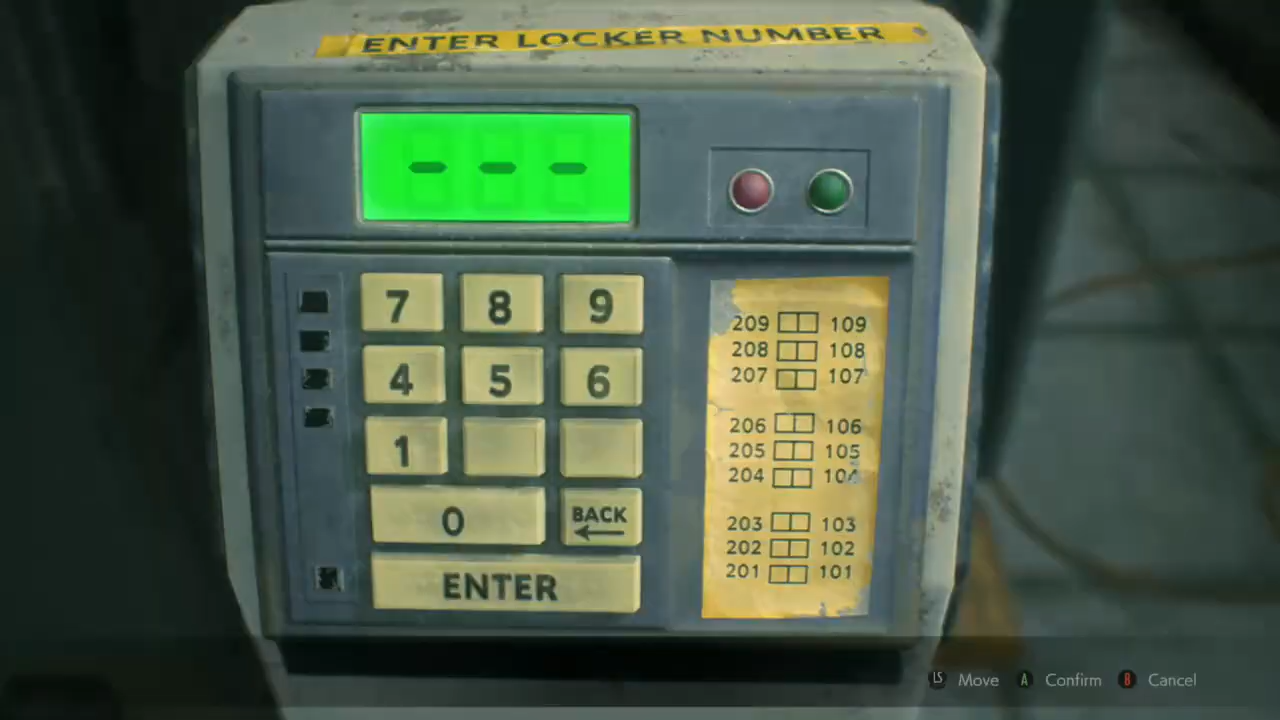 ENTER LOCKER NUMBER
- - -
7 8 9
4 5 6
1
0 BACK
ENTER
209 109
208 108
207 107
206 106
205 105
204 104
203 103
202 102
201 101
LS Move A Confirm B Cancel